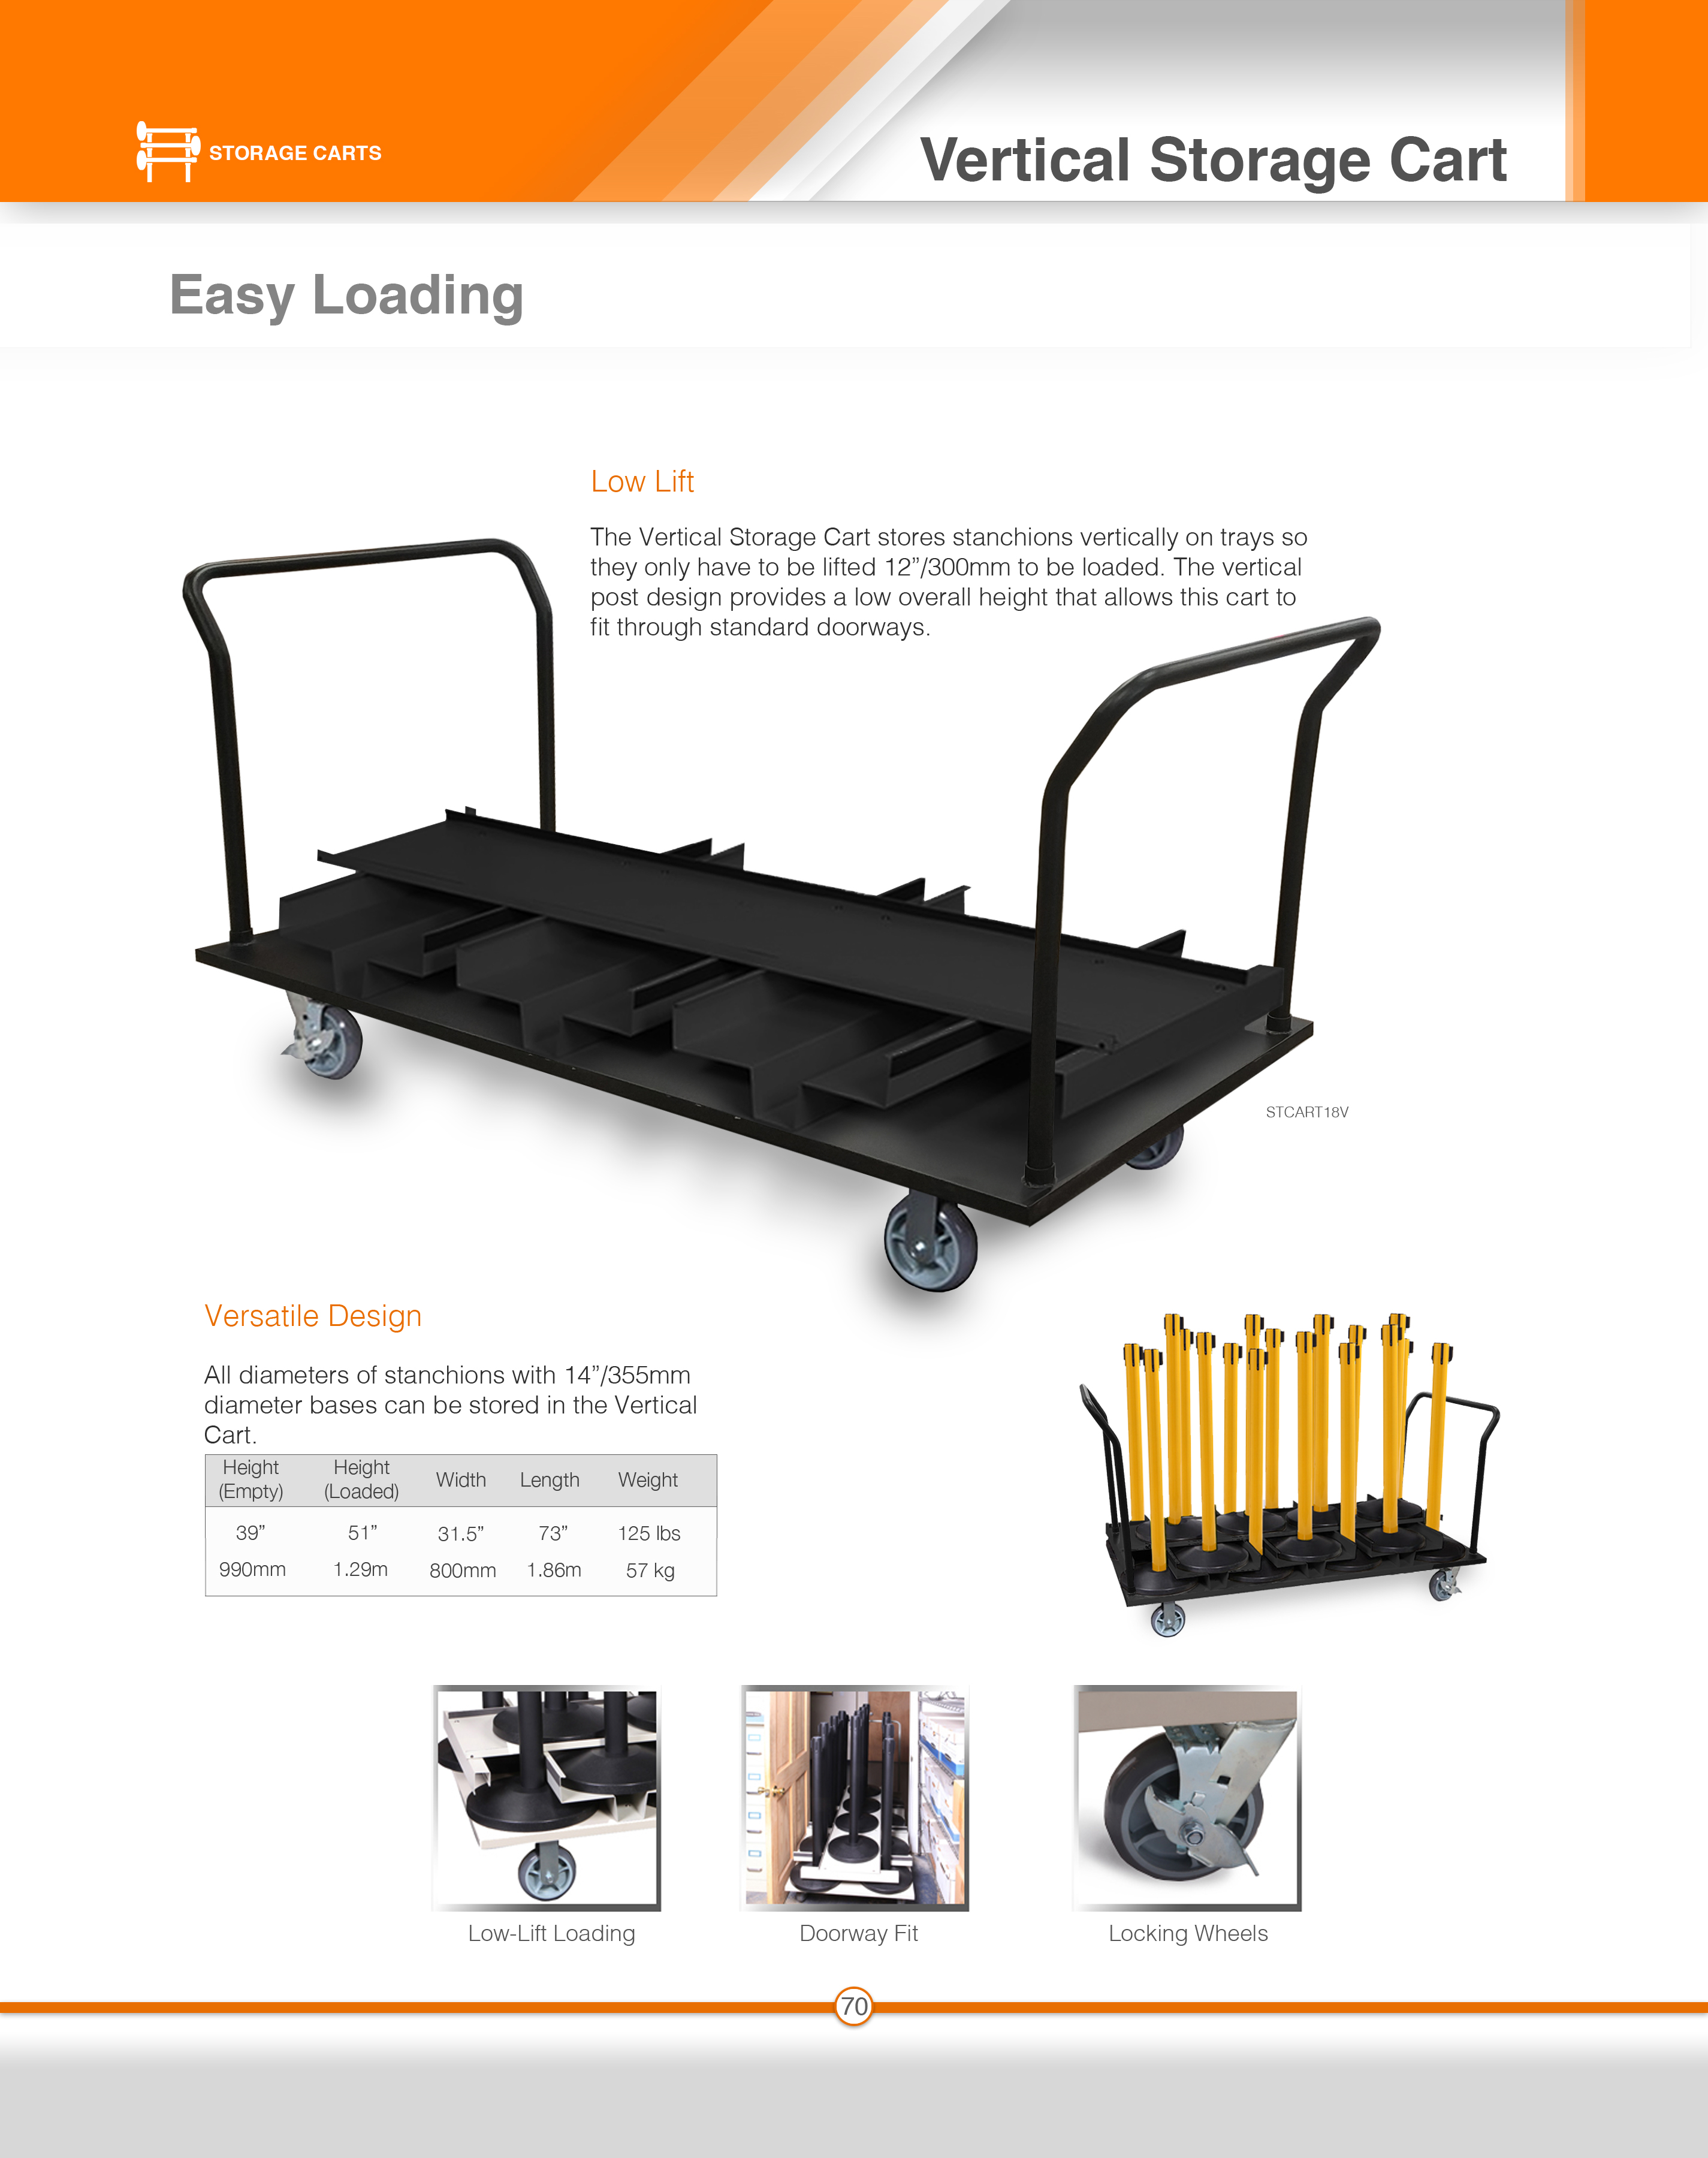 STORAGE CARTS
Vertical Storage Cart
Easy Loading
Low Lift
The Vertical Storage Cart stores stanchions vertically on trays so
they only have to be lifted 12”/300mm to be loaded. The vertical
post design provides a low overall height that allows this cart to
fit through standard doorways.
STCART18V
Versatile Design
All diameters of stanchions with 14”/355mm
diameter bases can be stored in the Vertical
Cart.
Height (Empty) Height (Loaded) Width Length Weight
39” 51” 31.5” 73” 125 lbs
990mm 1.29m 800mm 1.86m 57 kg
Low-Lift Loading Doorway Fit Locking Wheels
70